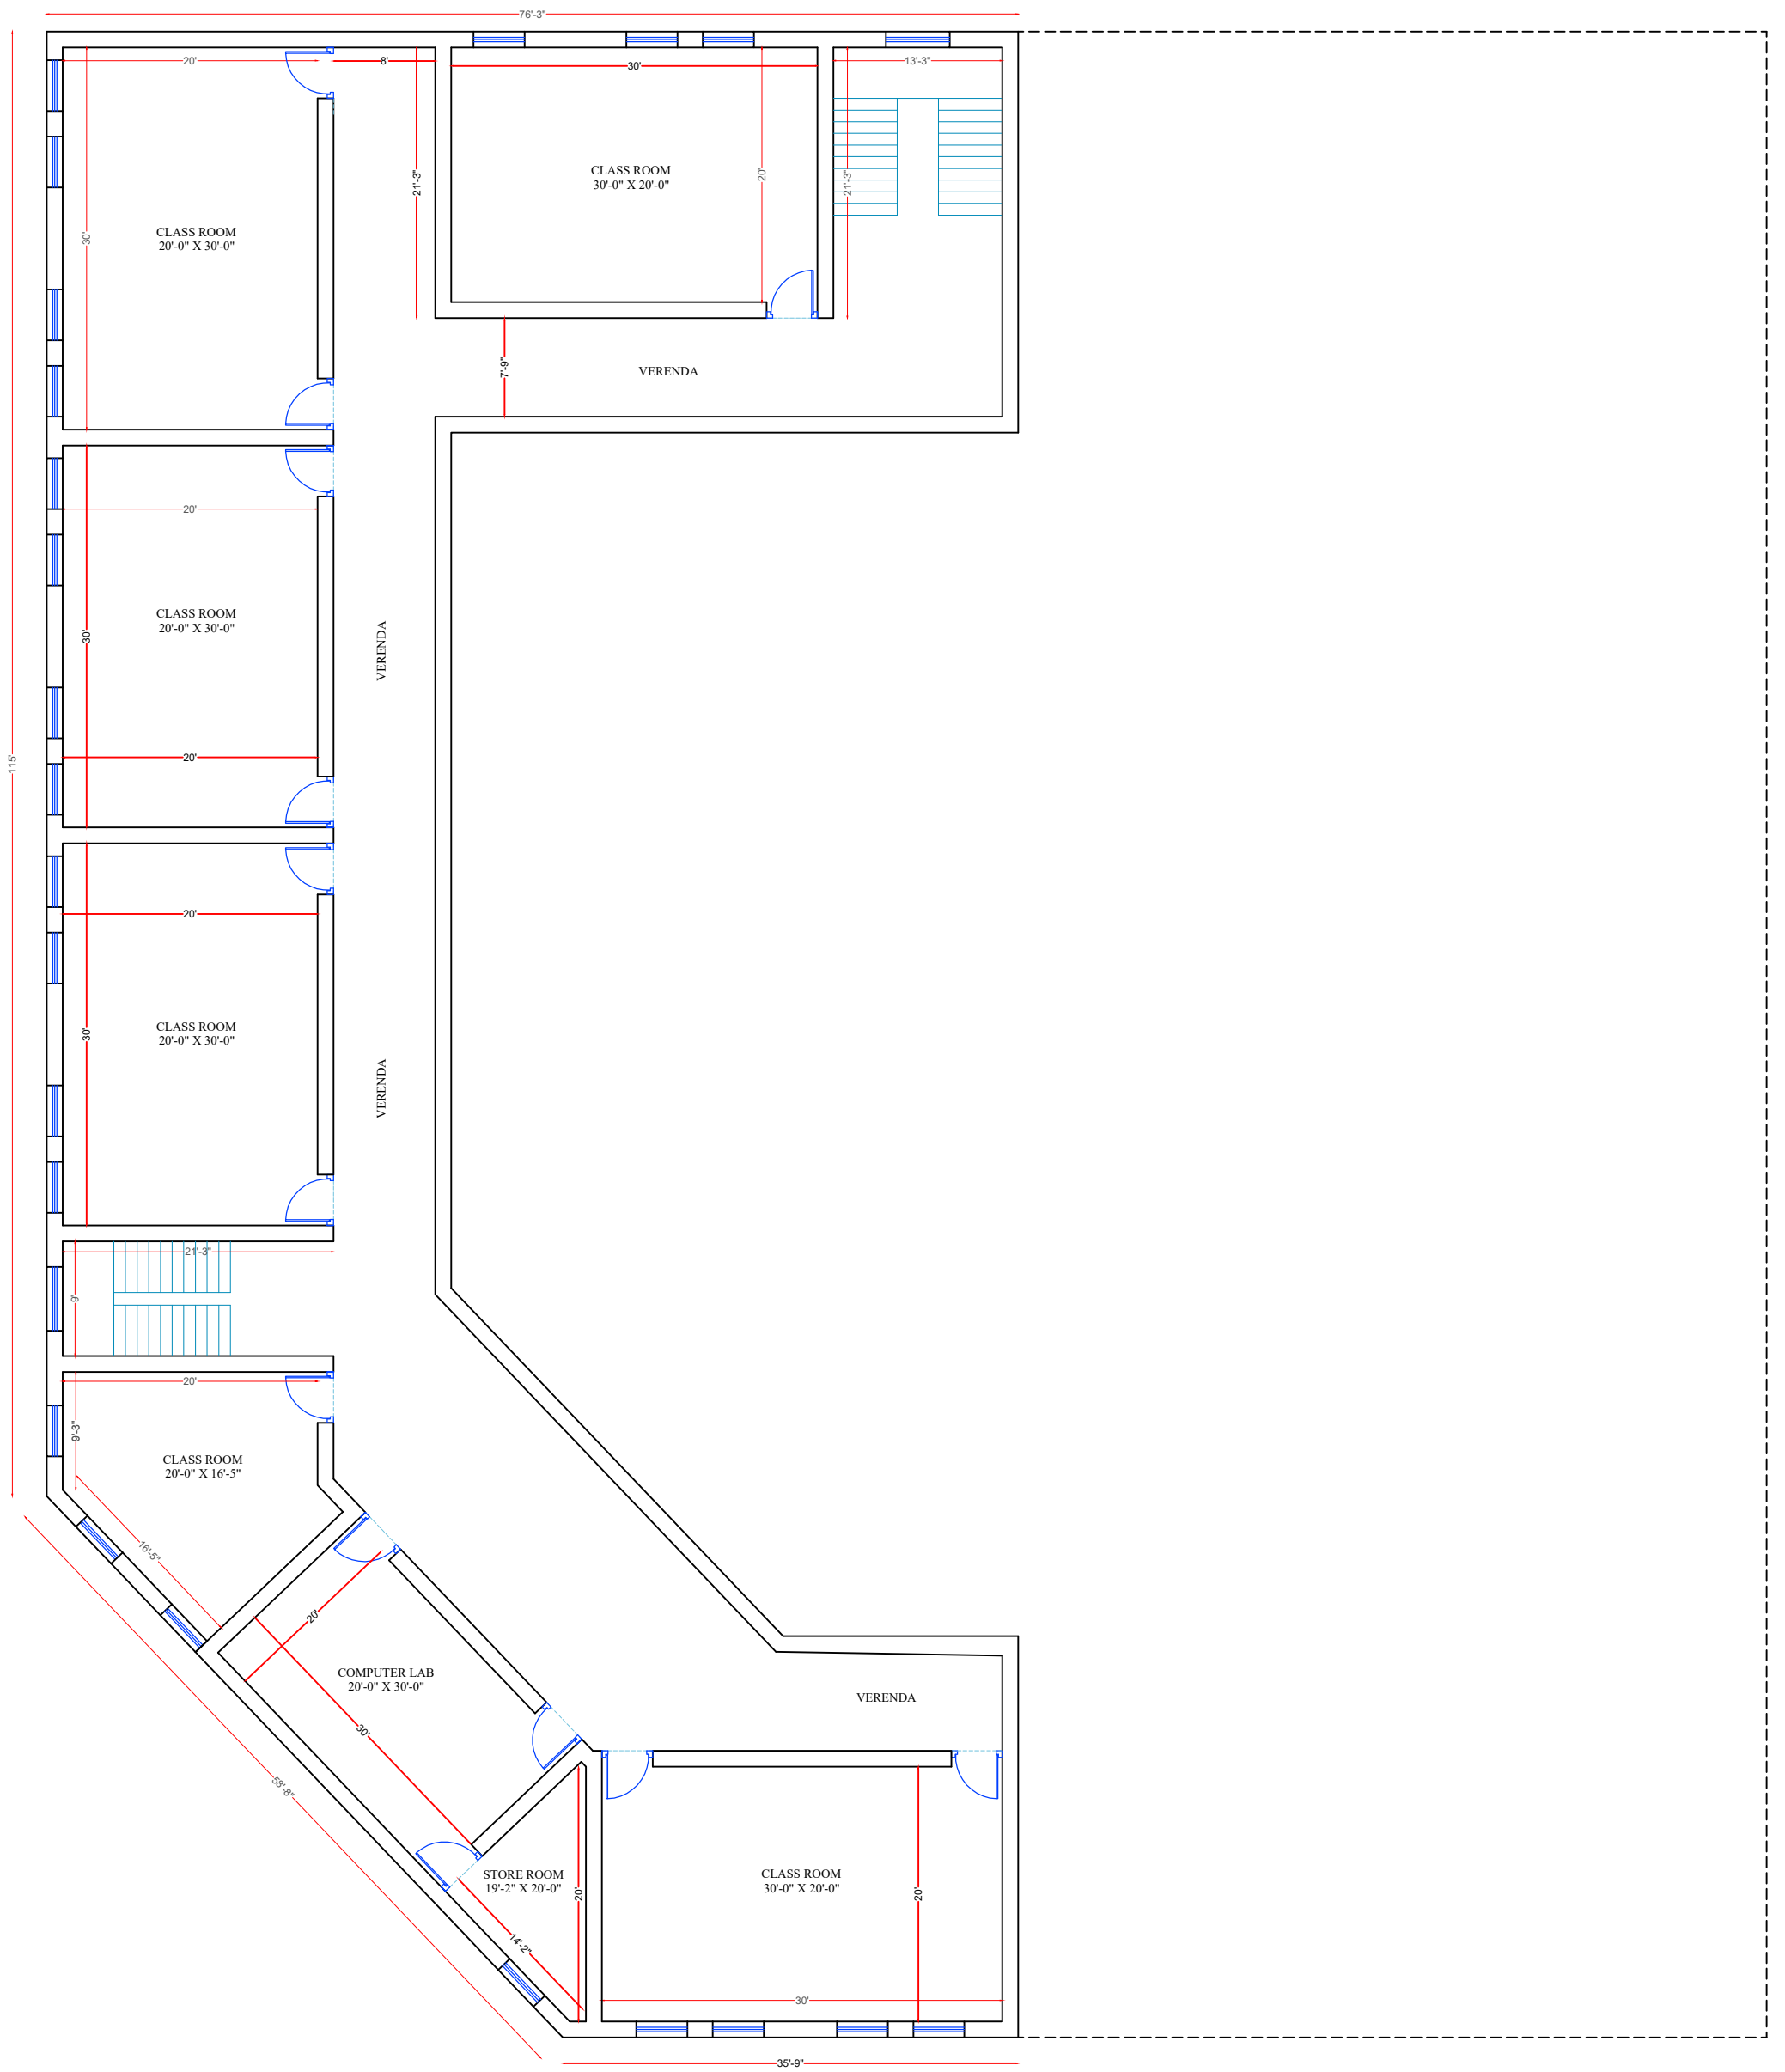 76'-3"
20'
8'
30'
13'-3"
CLASS ROOM
30'-0" X 20'-0"
20'
21'-3"
21'-3"
30'
CLASS ROOM
20'-0" X 30'-0"
7'-9"
VERENDA
20'
CLASS ROOM
20'-0" X 30'-0"
30'
VERENDA
20'
115'
20'
CLASS ROOM
20'-0" X 30'-0"
30'
VERENDA
21'-3"
9'
20'
9'-3"
CLASS ROOM
20'-0" X 16'-5"
16'-5"
20'
COMPUTER LAB
20'-0" X 30'-0"
VERENDA
30'
58'-8"
STORE ROOM
19'-2" X 20'-0"
20'
CLASS ROOM
30'-0" X 20'-0"
20'
14'-2"
30'
35'-9"